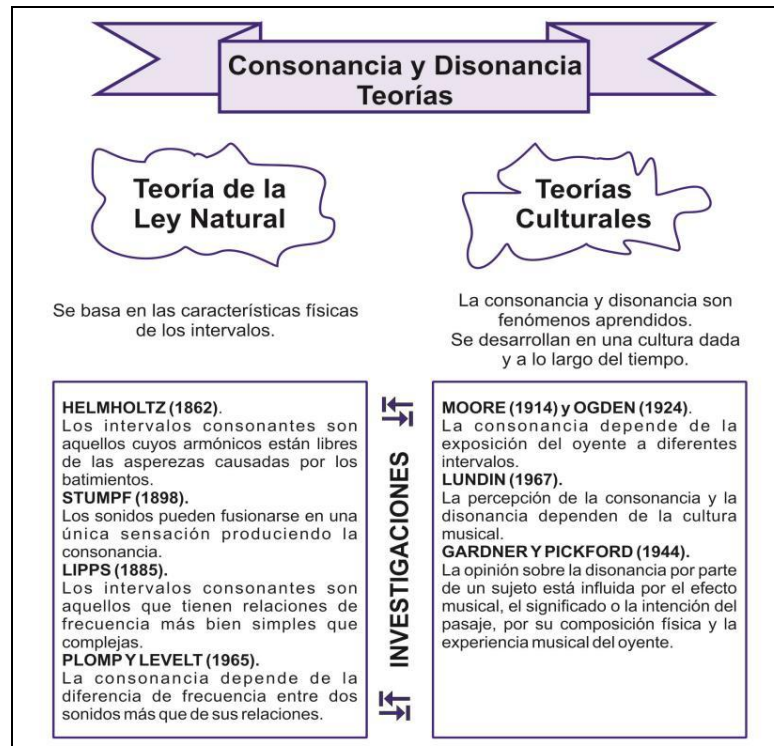 Consonancia y Disonancia
Teorías
Teoría de la
Ley Natural
Se basa en las características físicas
de los intervalos.
HELMHOLTZ (1862).
Los intervalos consonantes son
aquellos cuyos armónicos están libres
de las asperezas causadas por los
batimientos.
STUMPF (1898).
Los sonidos pueden fusionarse en una
única sensación produciendo la
consonancia.
LIPPS (1885).
Los intervalos consonantes son
aquellos que tienen relaciones de
frecuencia más bien simples que
complejas.
PLOMP Y LEVELT (1965).
La consonancia depende de la
diferencia de frecuencia entre dos
sonidos más que de sus relaciones.
INVESTIGACIONES
Teorías
Culturales
La consonancia y disonancia son
fenómenos aprendidos.
Se desarrollan en una cultura dada
y a lo largo del tiempo.
MOORE (1914) y OGDEN (1924).
La consonancia depende de la
exposición del oyente a diferentes
intervalos.
LUNDIN (1967).
La percepción de la consonancia y la
disonancia dependen de la cultura
musical.
GARDNER Y PICKFORD (1944).
La opinión sobre la disonancia por parte
de un sujeto está influida por el efecto
musical, el significado o la intención del
pasaje, por su composición física y la
experiencia musical del oyente.